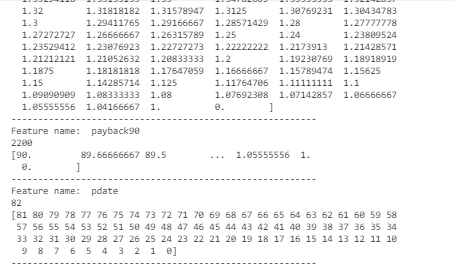 1.32 1.31818182 1.31578947 1.3125 1.30769231 1.30434783
1.3 1.29411765 1.29166667 1.28571429 1.28 1.27777778
1.27272727 1.26666667 1.26315789 1.25 1.24 1.23809524
1.23529412 1.23076923 1.22727273 1.22222222 1.2173913 1.21428571
1.21212121 1.21052632 1.20833333 1.2 1.19230769 1.18918919
1.1875 1.18181818 1.17647059 1.16666667 1.15789474 1.15625
1.15 1.14285714 1.125 1.11764706 1.11111111 1.1
1.09090909 1.08333333 1.08 1.07692308 1.07142857 1.06666667
1.05555556 1.04166667 1. 0. ]
------------------------------------------------------------
Feature name: payback90
2200
[90. 89.66666667 89.5 ... 1.05555556 1.
0. ]
------------------------------------------------------------
Feature name: pdate
82
[81 80 79 78 77 76 75 74 73 72 71 70 69 68 67 66 65 64 63 62 61 60 59 58
57 56 55 54 53 52 51 50 49 48 47 46 45 44 43 42 41 40 39 38 37 36 35 34
33 32 31 30 29 28 27 26 25 24 23 22 21 20 19 18 17 16 15 14 13 12 11 10
9 8 7 6 5 4 3 2 1 0]
------------------------------------------------------------